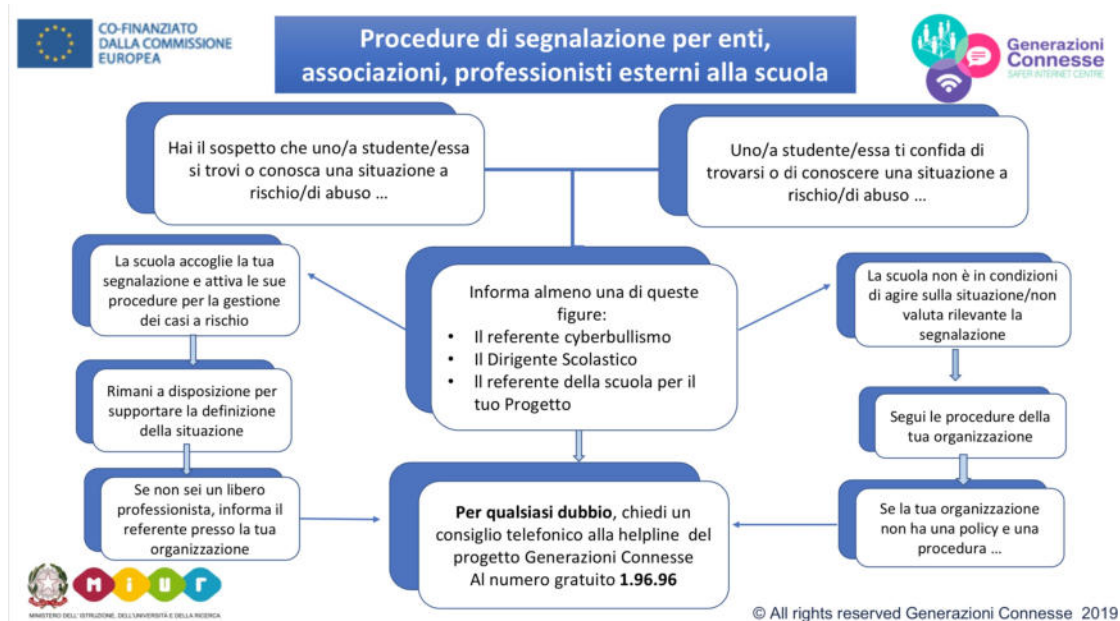 CO-FINANZIATO
DALLA COMMISSIONE
EUROPEA
Procedure di segnalazione per enti,
associazioni, professionisti esterni alla scuola
Generazioni
Connesse
SAFER INTERNET CENTRE
Hai il sospetto che uno/a studente/essa
si trovi o conosca una situazione a
rischio/di abuso ...
Uno/a studente/essa ti confida di
trovarsi o di conoscere una situazione a
rischio/di abuso ...
La scuola accoglie la tua
segnalazione e attiva le sue
procedure per la gestione
dei casi a rischio
Informa almeno una di queste
figure:
• Il referente cyberbullismo
• Il Dirigente Scolastico
• Il referente della scuola per il
tuo Progetto
La scuola non è in condizioni
di agire sulla situazione/non
valuta rilevante la
segnalazione
Rimani a disposizione per
supportare la definizione
della situazione
Segui le procedure della
tua organizzazione
Se non sei un libero
professionista, informa il
referente presso la tua
organizzazione
Per qualsiasi dubbio, chiedi un
consiglio telefonico alla helpline del
progetto Generazioni Connesse
Al numero gratuito 1.96.96
Se la tua organizzazione
non ha una policy e una
procedura ...
MiUr
MINISTERO DELL'ISTRUZIONE, DELL'UNIVERSITÀ E DELLA RICERCA
© All rights reserved Generazioni Connesse 2019